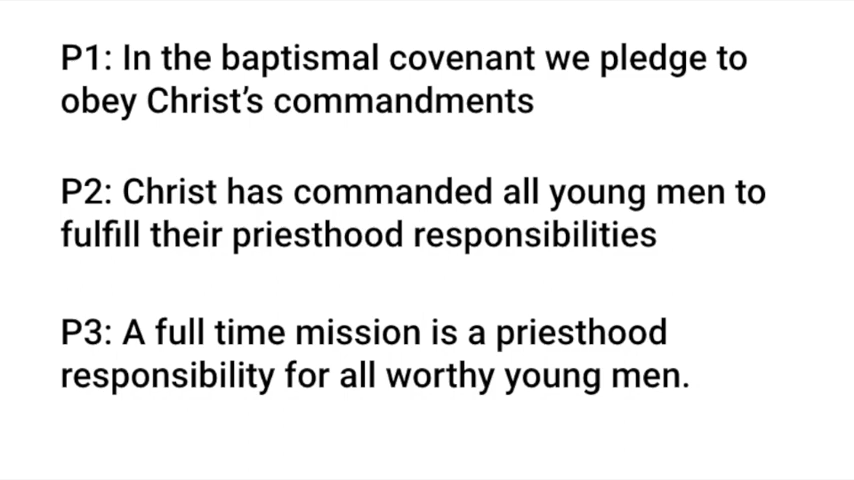 P1: In the baptismal covenant we pledge to
obey Christ’s commandments
P2: Christ has commanded all young men to
fulfill their priesthood responsibilities
P3: A full time mission is a priesthood
responsibility for all worthy young men.